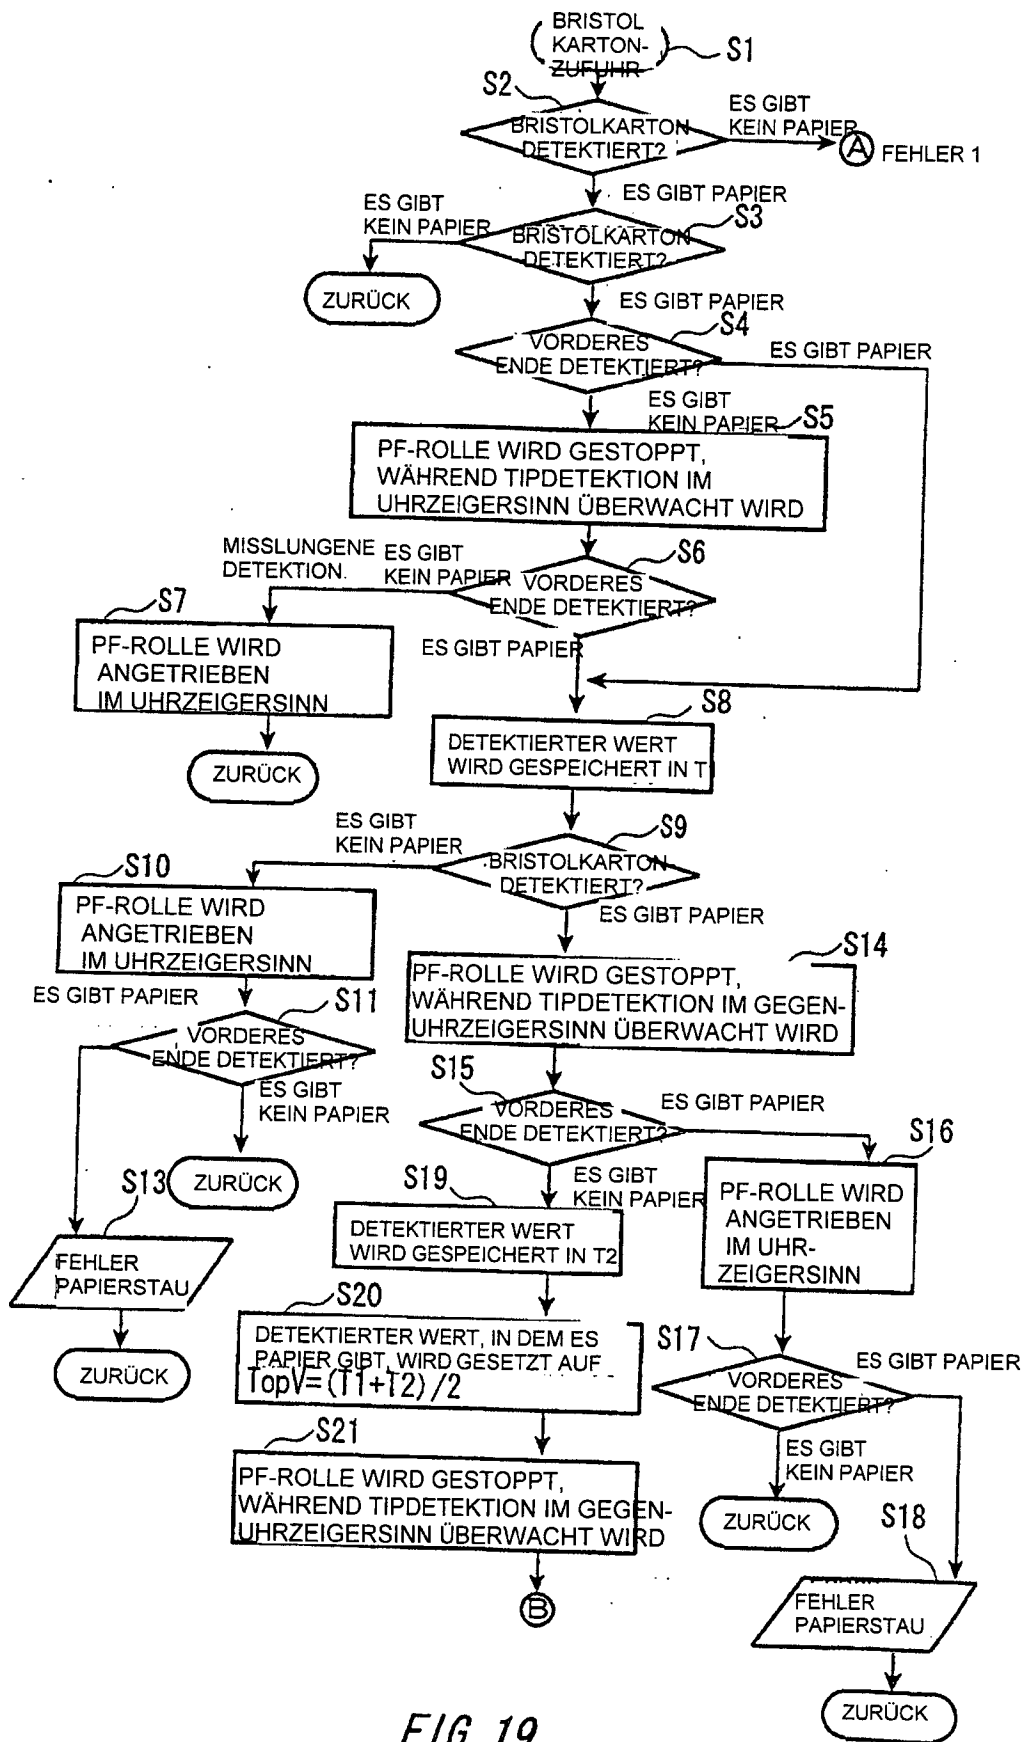 BRISTOL
KARTON-
ZUFUHR
S1
S2
BRISTOLKARTON
DETEKTIERT?
ES GIBT
KEIN PAPIER
A
FEHLER 1
ES GIBT PAPIER
S3
BRISTOLKARTON
DETEKTIERT?
ES GIBT
KEIN PAPIER
ZURÜCK
ES GIBT PAPIER
S4
VORDERES
ENDE DETEKTIERT?
ES GIBT PAPIER
ES GIBT
KEIN PAPIER
S5
PF-ROLLE WIRD GESTOPPT,
WÄHREND TIPDETEKTION IM
UHRZEIGERSINN ÜBERWACHT WIRD
S6
VORDERES
ENDE DETEKTIERT?
MISSLUNGENE
DETEKTION.
ES GIBT
KEIN PAPIER
S7
PF-ROLLE WIRD
ANGETRIEBEN
IM UHRZEIGERSINN
ZURÜCK
ES GIBT PAPIER
S8
DETEKTIERTER WERT
WIRD GESPEICHERT IN T
S9
BRISTOLKARTON-
DETEKTIERT?
ES GIBT
KEIN PAPIER
S10
PF-ROLLE WIRD
ANGETRIEBEN
IM UHRZEIGERSINN
ES GIBT PAPIER
S11
VORDERES
ENDE DETEKTIERT?
ES GIBT
KEIN PAPIER
ZURÜCK
S13
FEHLER
PAPIERSTAU
ZURÜCK
ES GIBT PAPIER
S14
PF-ROLLE WIRD GESTOPPT,
WÄHREND TIPDETEKTION IM GEGEN-
UHRZEIGERSINN ÜBERWACHT WIRD
S15
VORDERES
ENDE DETEKTIERT?
ES GIBT PAPIER
S16
PF-ROLLE WIRD
ANGETRIEBEN
IM UHR-
ZEIGERSINN
ES GIBT
KEIN PAPIER
S19
DETEKTIERTER WERT
WIRD GESPEICHERT IN T2
S20
DETEKTIERTER WERT, IN DEM ES
PAPIER GIBT, WIRD GESETZT AUF
TopV=(T1+T2)/2
S17
VORDERES
ENDE DETEKTIERT?
ES GIBT PAPIER
ES GIBT
KEIN PAPIER
ZURÜCK
S18
FEHLER
PAPIERSTAU
ZURÜCK
S21
PF-ROLLE WIRD GESTOPPT,
WÄHREND TIPDETEKTION IM GEGEN-
UHRZEIGERSINN ÜBERWACHT WIRD
B
FIG. 19